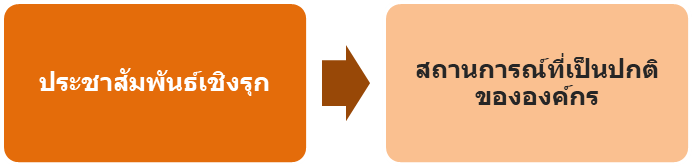 ประชาสัมพันธ์เชิงรุก
สถานการณ์ที่เป็นปกติ
ขององค์กร